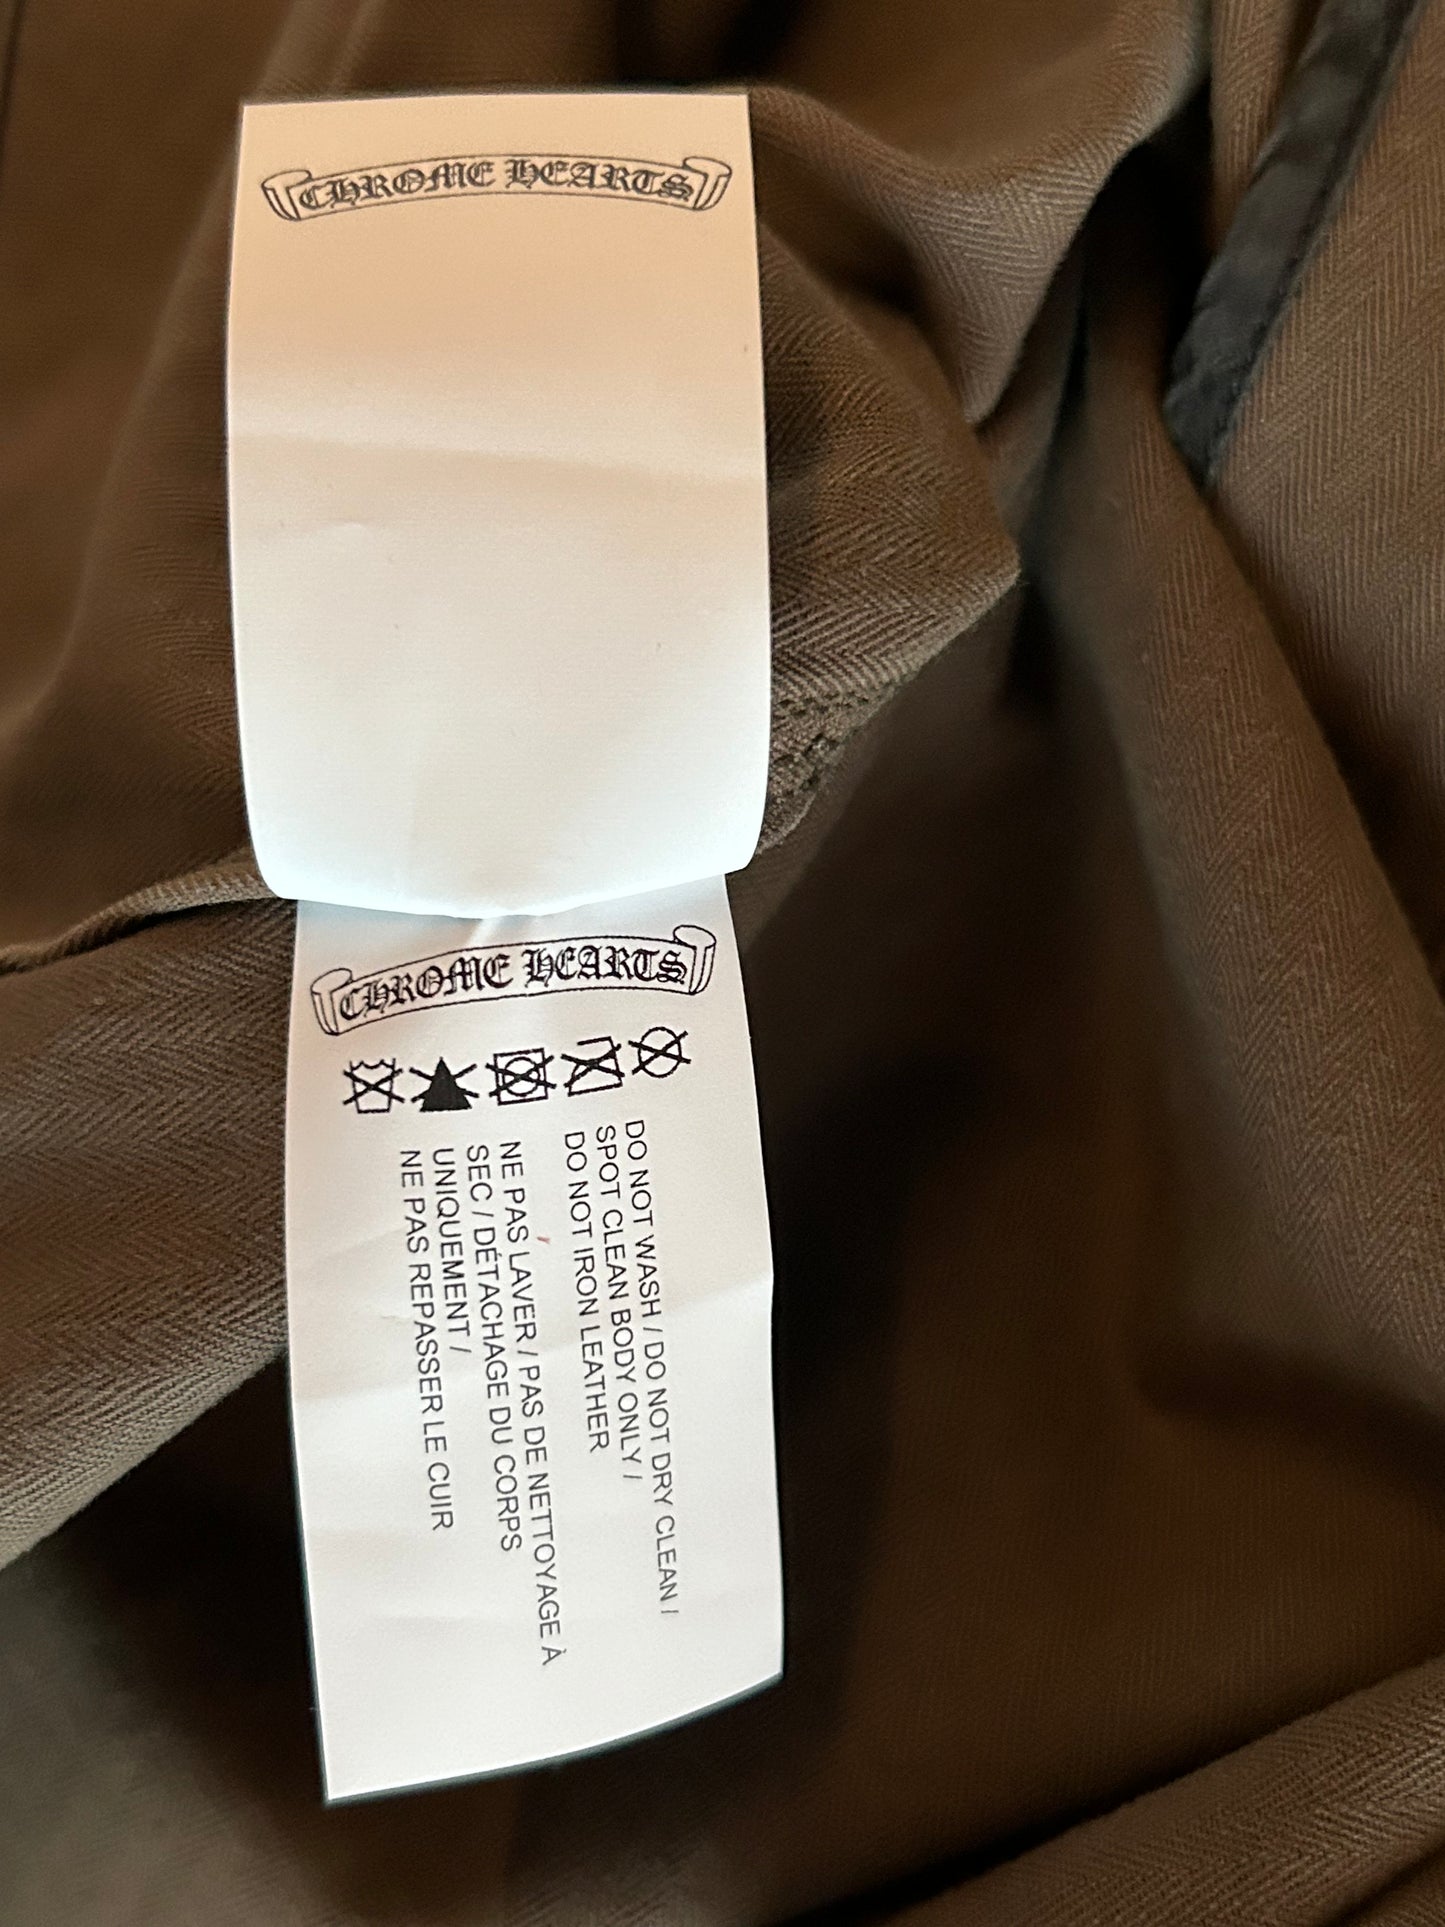 CHROME HEARTS
CHROME HEARTS
DO NOT WASH / DO NOT DRY CLEAN /
SPOT CLEAN BODY ONLY /
DO NOT IRON LEATHER
NE PAS LAVER / PAS DE NETTOYAGE À
SEC / DÉTACHAGE DU CORPS
UNIQUEMENT /
NE PAS REPASSER LE CUIR